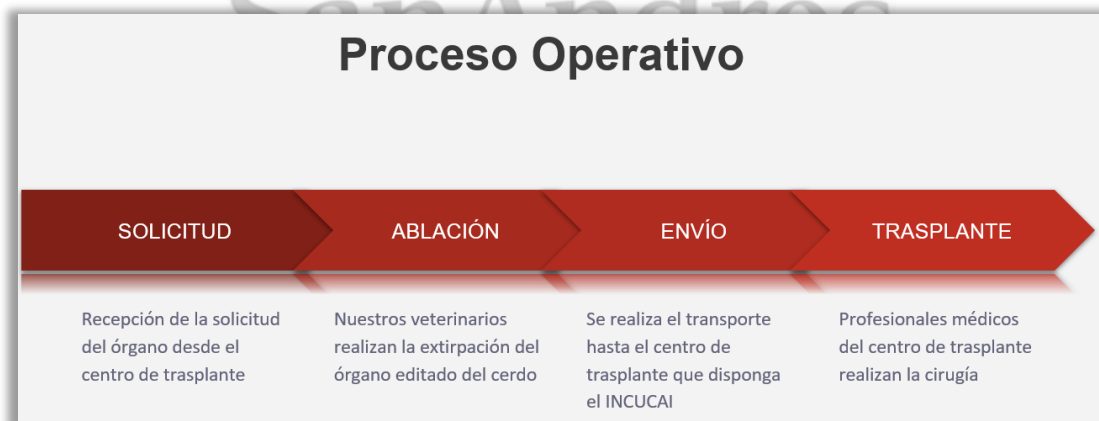 SanAndrés
Proceso Operativo
SOLICITUD
ABLACIÓN
ENVÍO
TRASPLANTE
Recepción de la solicitud
del órgano desde el
centro de trasplante
Nuestros veterinarios
realizan la extirpación del
órgano editado del cerdo
Se realiza el transporte
hasta el centro de
trasplante que disponga
el INCUCAI
Profesionales médicos
del centro de trasplante
realizan la cirugía